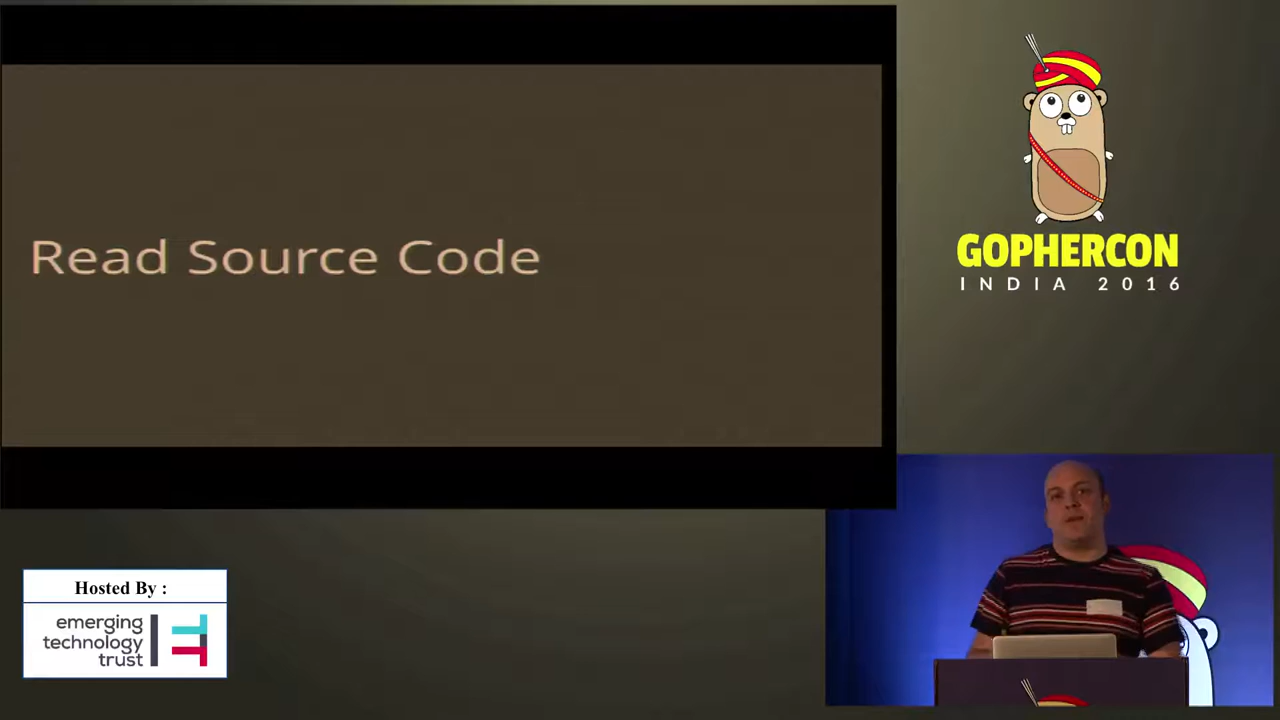 Read Source Code
GOPHERCON
INDIA 2016
Hosted By :
emerging
technology
trust